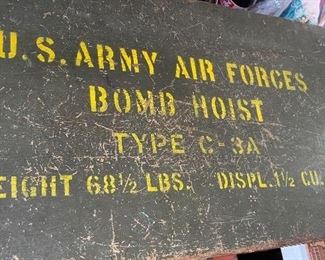 U.S. ARMY AIR FORCES
BOMB HOIST
TYPE C-3A
EIGHT 68½ LBS. DISPL. 1½ CU.